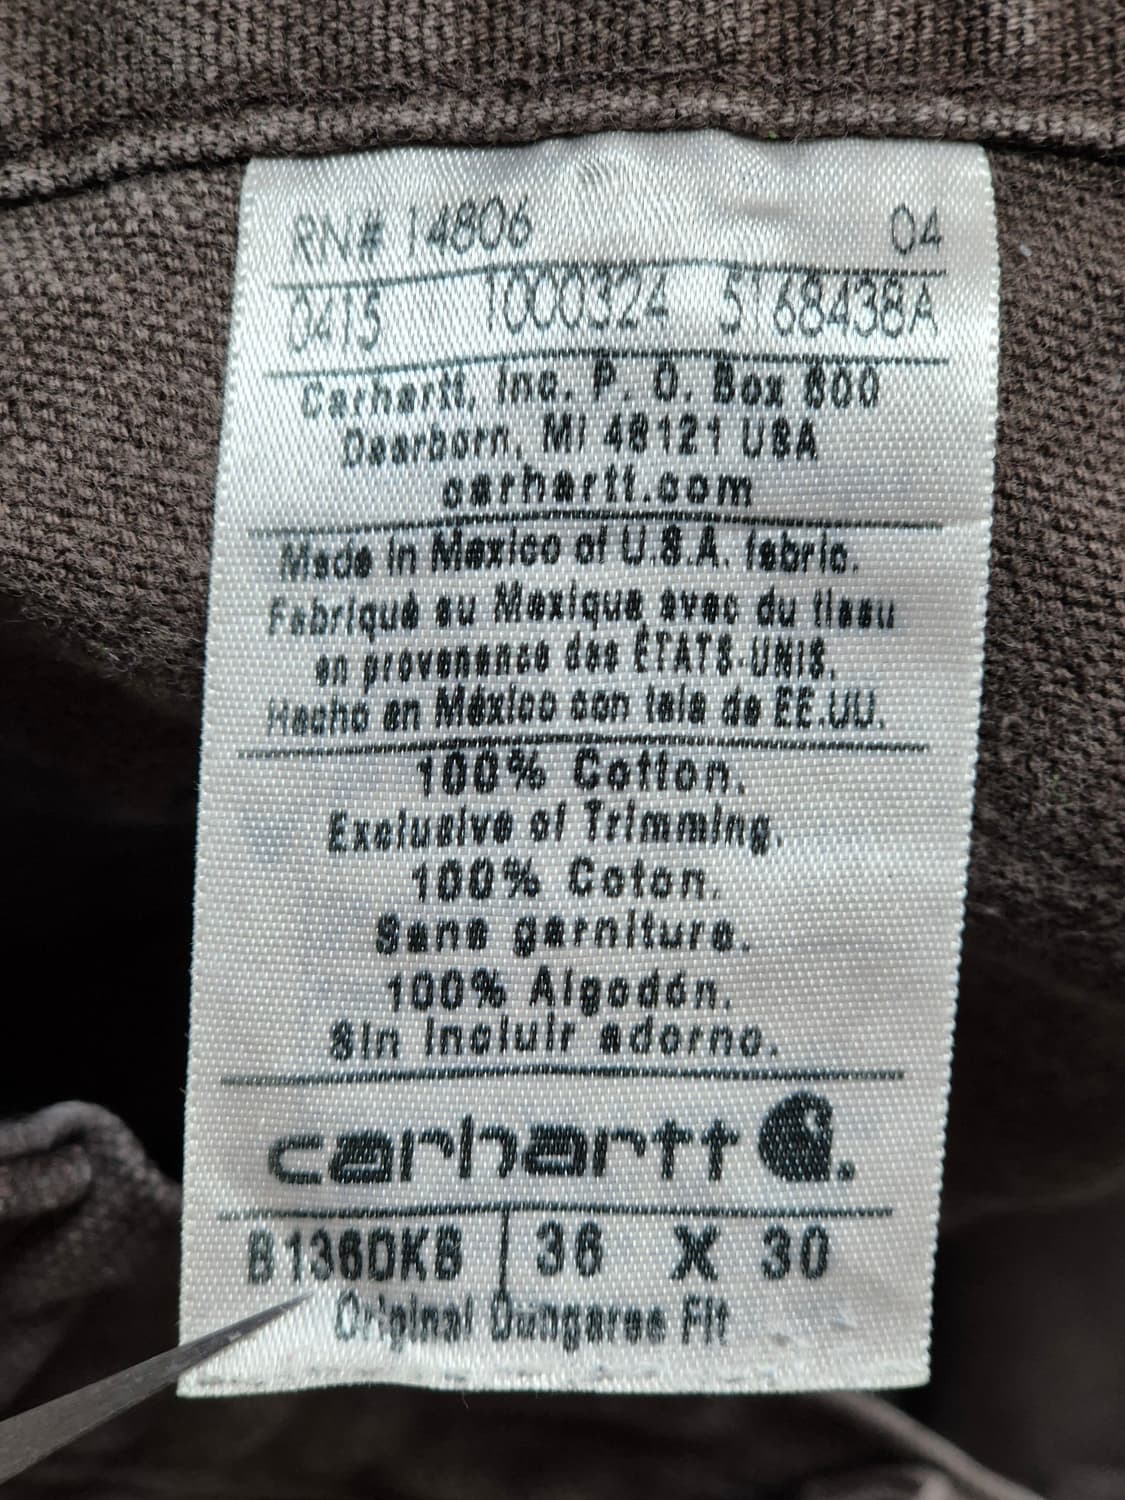 RN# 14806 04
0415 1000324 5168438A
Carhartt, Inc. P. O. Box 600
Dearborn, MI 48121 USA
carhartt.com
Made in Mexico of U.S.A. fabric.
Fabriqué au Mexique avec du tissu
en provenance des ÉTATS-UNIS.
Hecho en México con tela de EE.UU.
100% Cotton.
Exclusive of Trimming.
100% Coton.
Sans garniture.
100% Algodón.
Sin Incluir adorno.
carhartt
B136DKB 36 X 30
Original Dungaree Fit